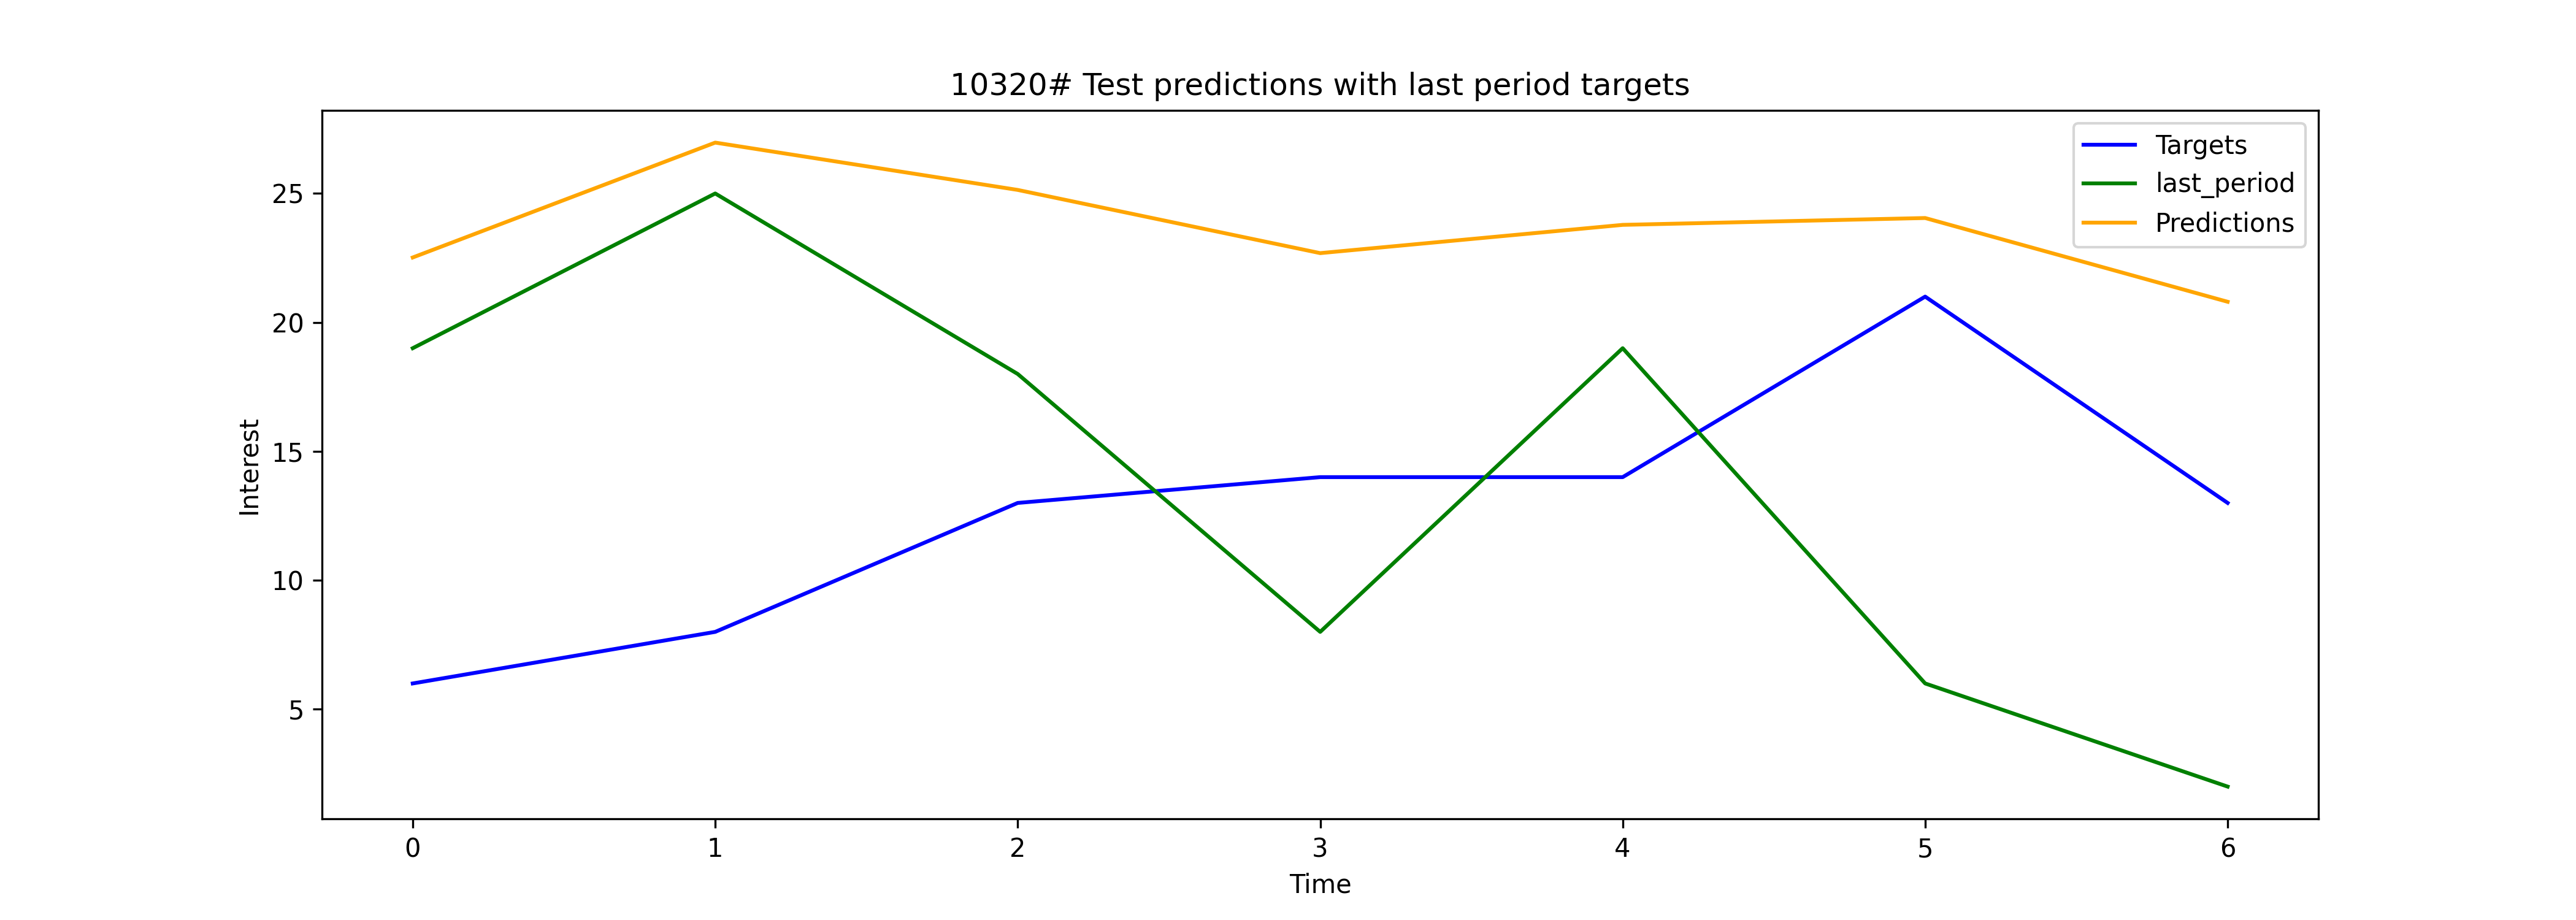 10320# Test predictions with last period targets
Targets
last_period
Predictions
25
20
15
10
5
Interest
0 1 2 3 4 5 6
Time